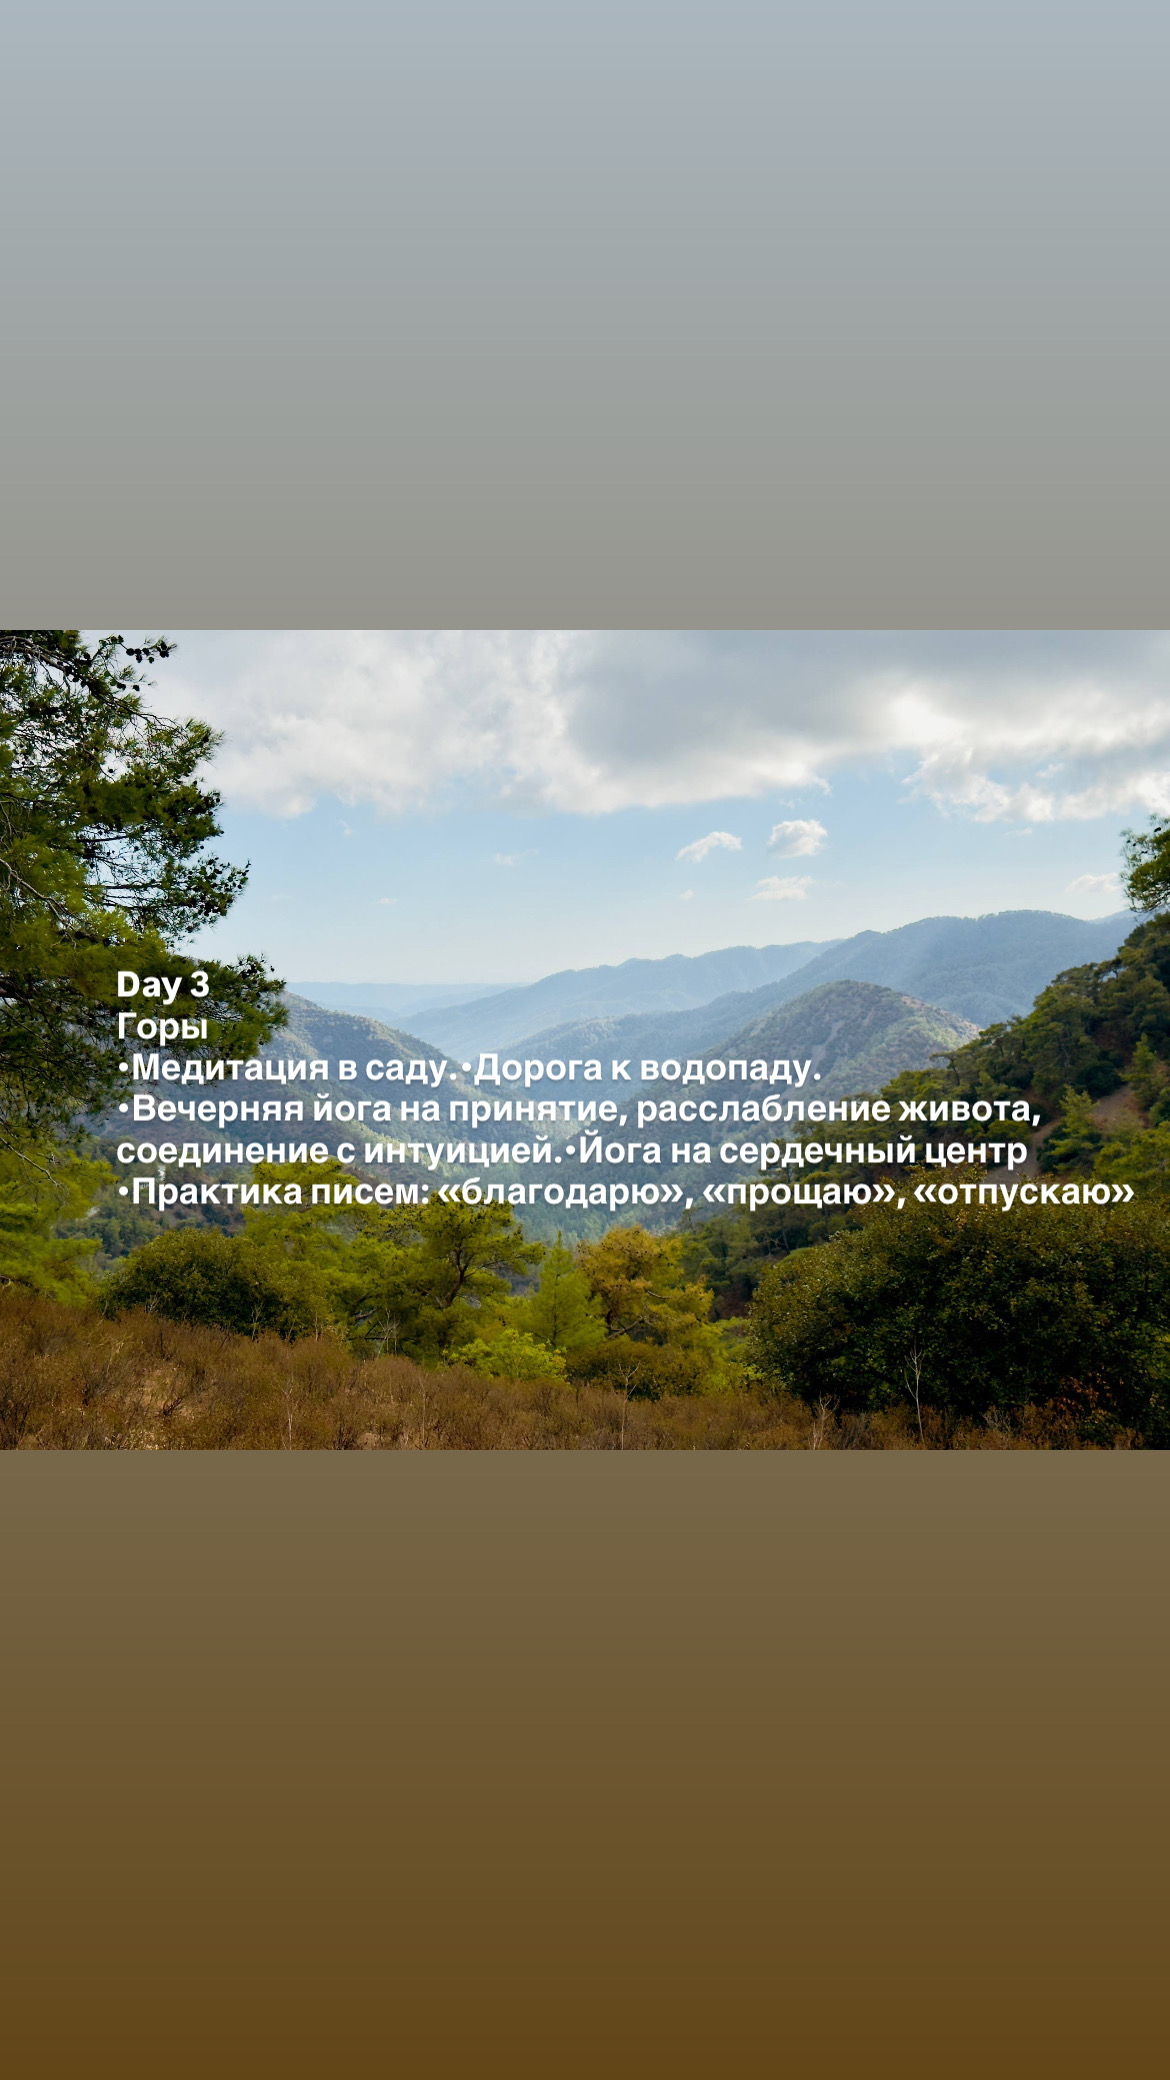 Day 3
Горы
•Медитация в саду.•Дорога к водопаду.
•Вечерняя йога на принятие, расслабление живота,
соединение с интуицией.•Йога на сердечный центр
•Практика писем: «благодарю», «прощаю», «отпускаю»